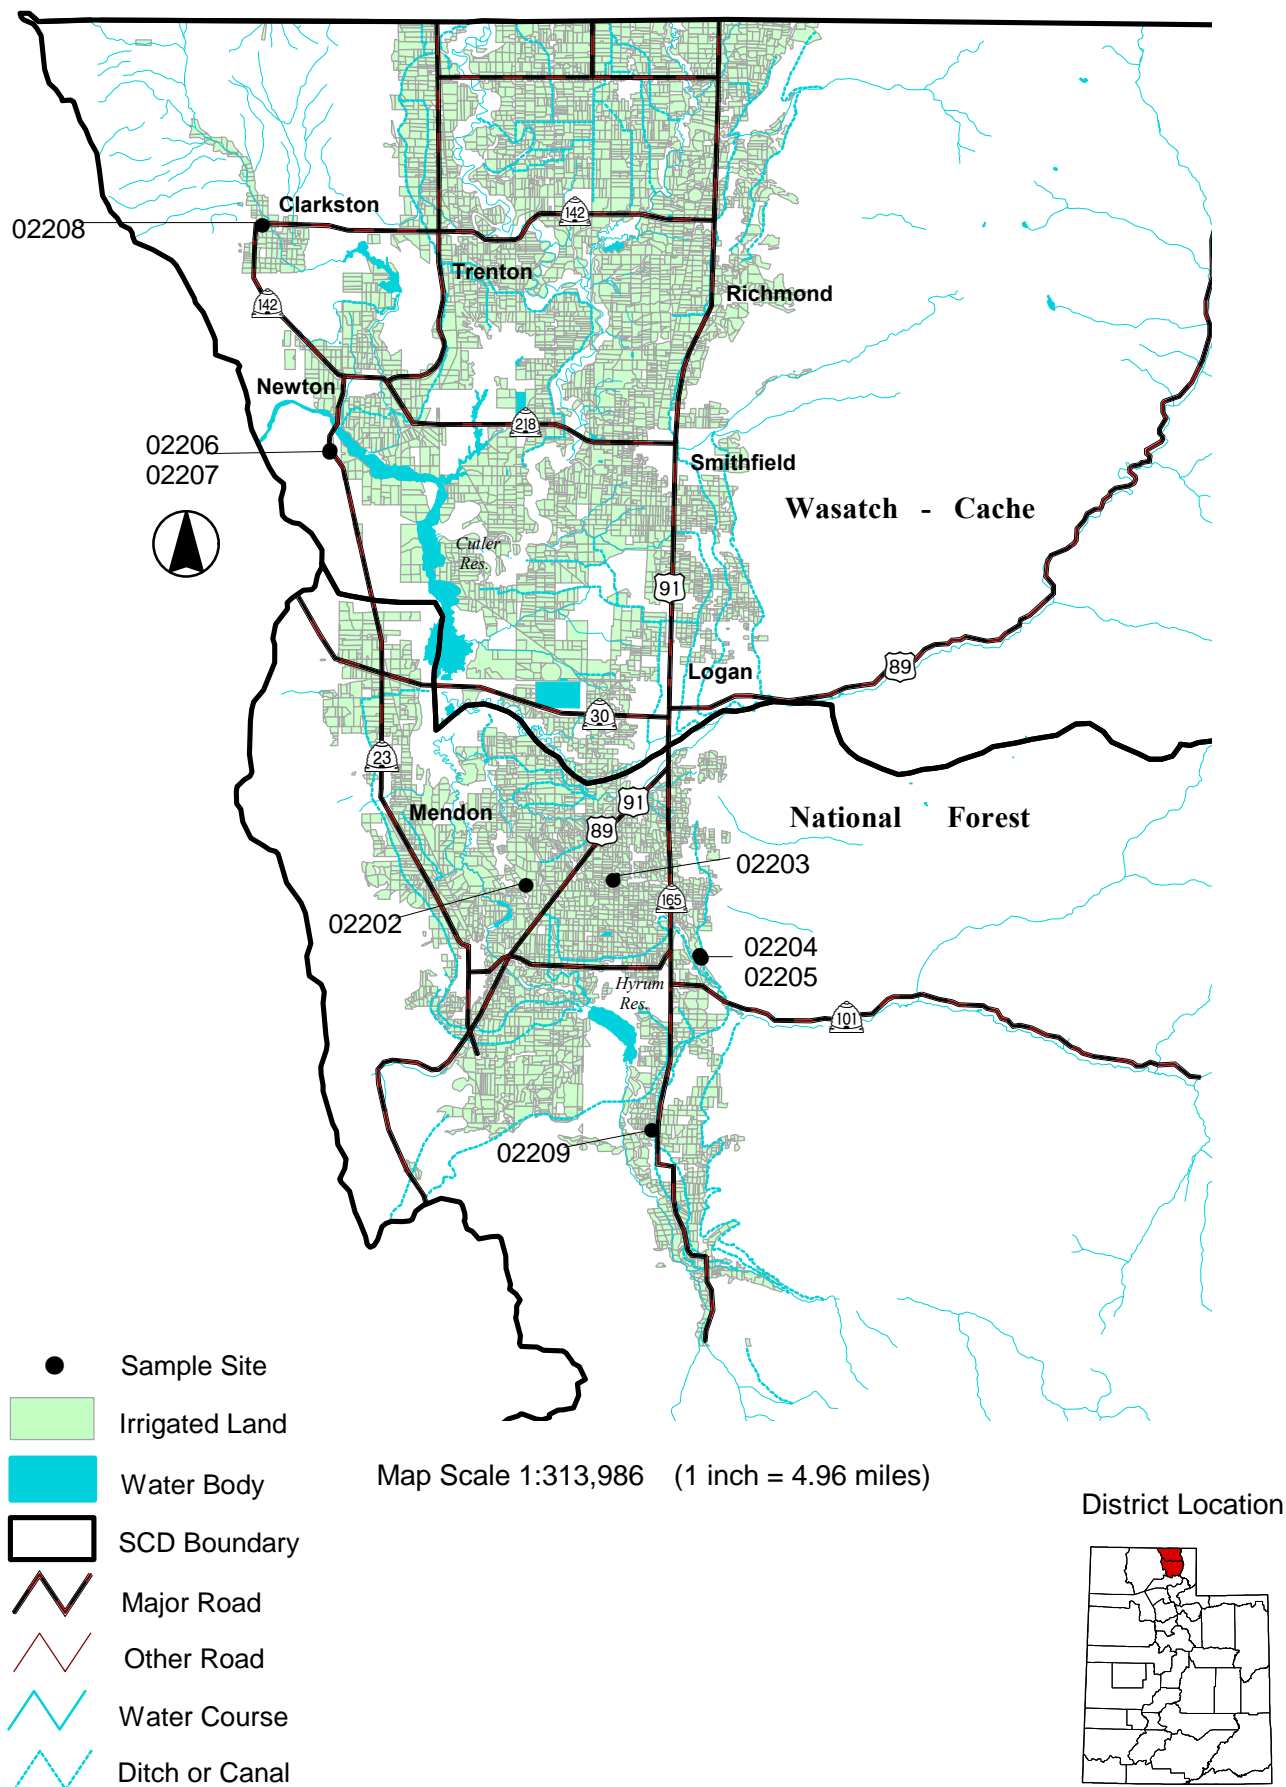 Clarkston
142
02208
Trenton
Richmond
142
Newton
218
02206
02207
Smithfield
Wasatch - Cache
Cutler
Res.
91
Logan
89
30
23
Mendon
91
89
National Forest
02203
165
02202
02204
02205
Hyrum
Res.
101
02209
Sample Site
Irrigated Land
Map Scale 1:313,986 (1 inch = 4.96 miles)
Water Body
District Location
SCD Boundary
Major Road
Other Road
Water Course
Ditch or Canal